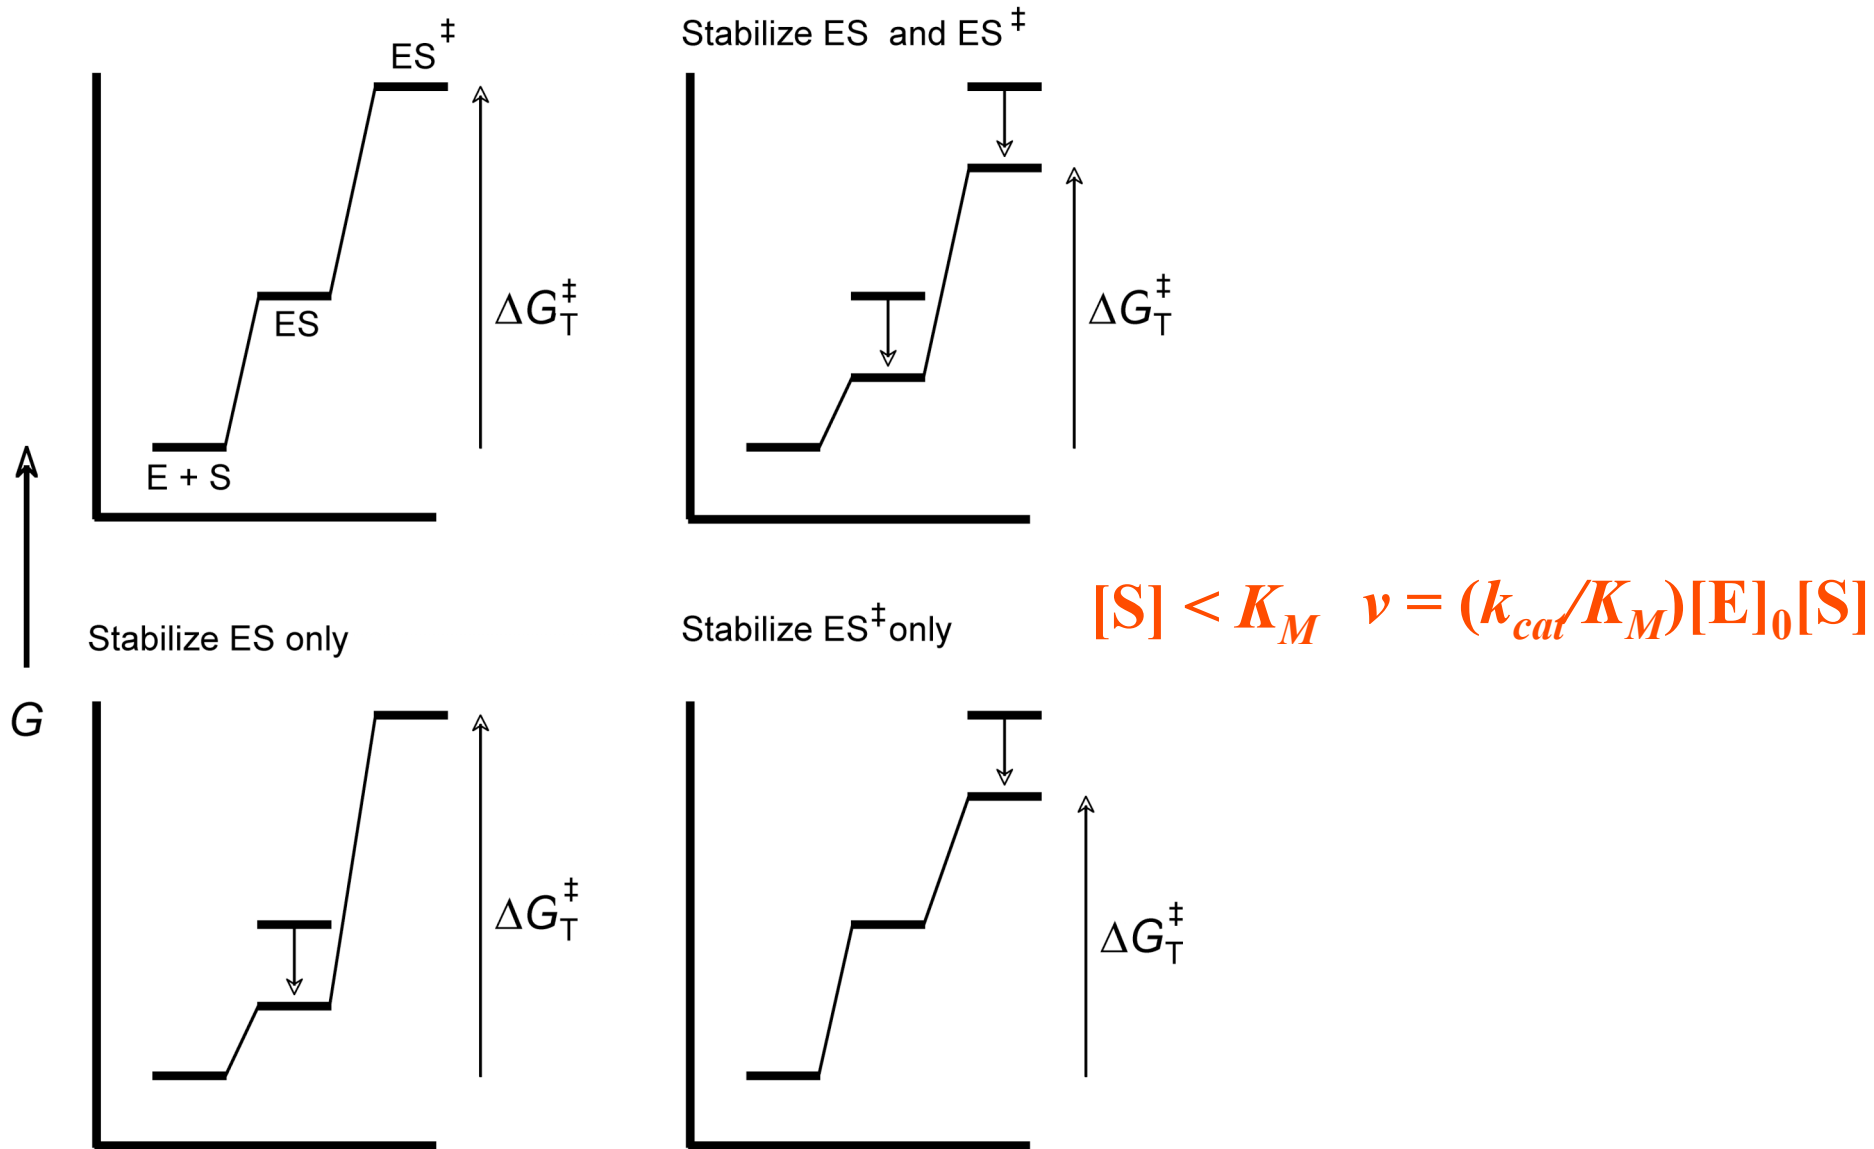 ES‡
ΔG‡T
ES
E + S
Stabilize ES and ES‡
ΔG‡T
[S] < KM v = (kcat/KM)[E]0[S]
G
Stabilize ES only
ΔG‡T
Stabilize ES‡ only
ΔG‡T